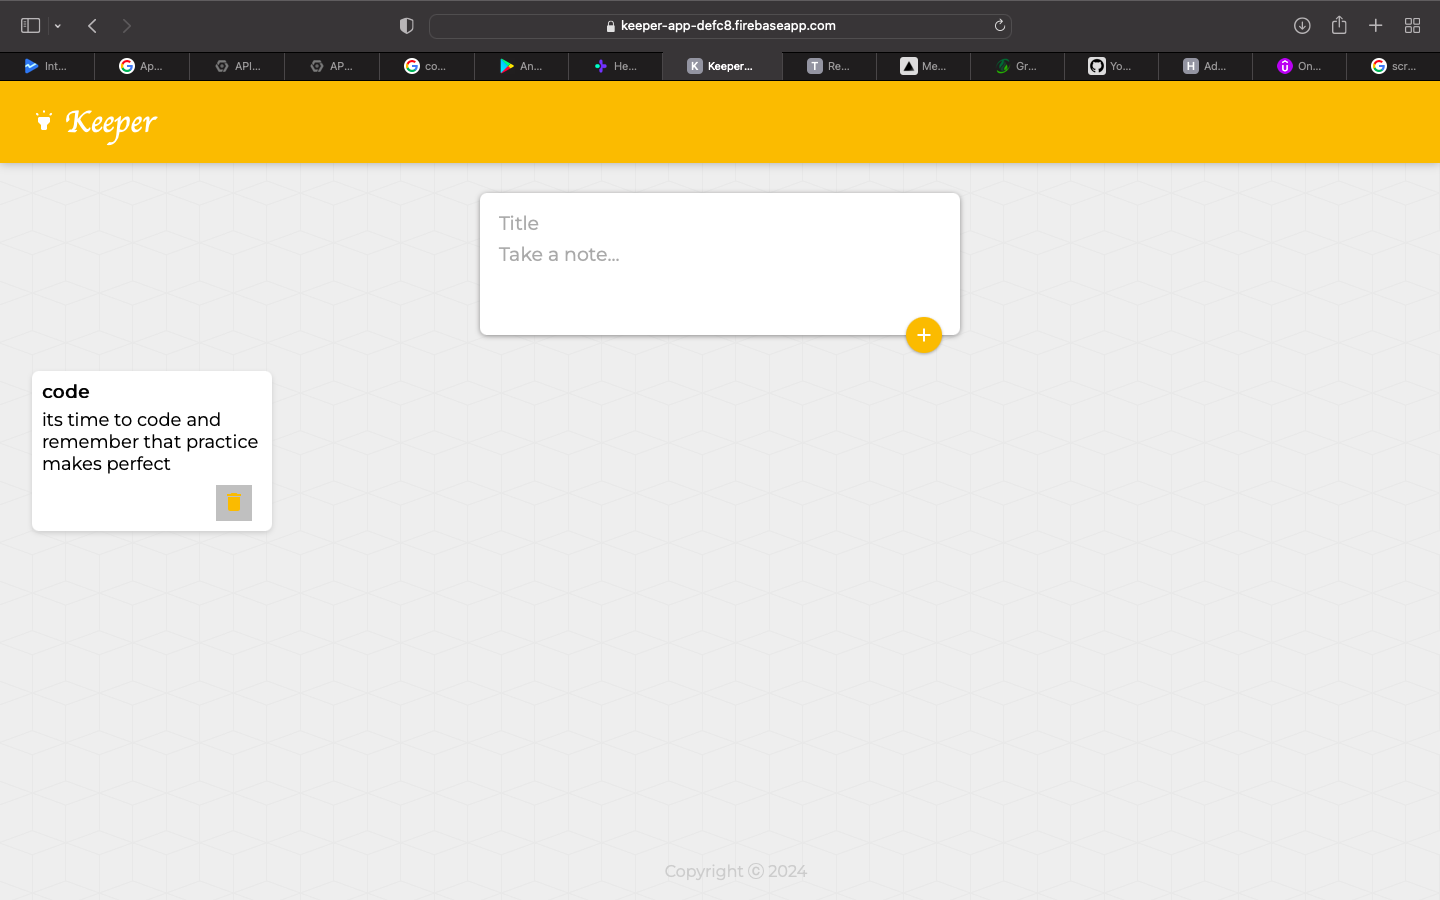 keeper-app-defc8.firebaseapp.com
Int...
Ap...
API...
AP...
co...
An...
He...
K Keeper...
T Re...
Me...
Gr...
Yo...
H Ad...
On...
scr...
Keeper
Title
Take a note...
code
its time to code and
remember that practice
makes perfect
Copyright ⓒ 2024